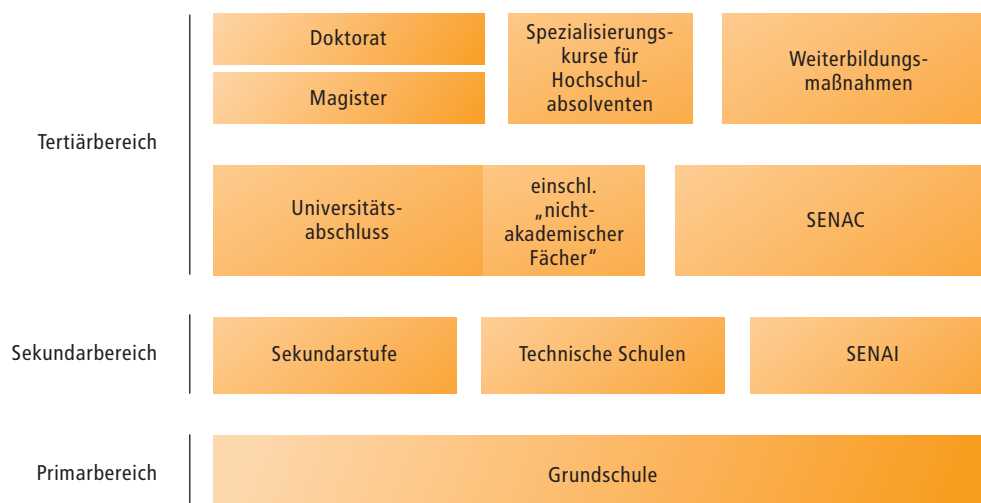 Doktorat
Magister
Spezialisierungs-
kurse für
Hochschul-
absolventen
Weiterbildungs-
maßnahmen
Tertiärbereich
Universitäts-
abschluss
einschl.
„nicht-
akademischer
Fächer“
SENAC
Sekundarbereich
Sekundarstufe
Technische Schulen
SENAI
Primarbereich
Grundschule